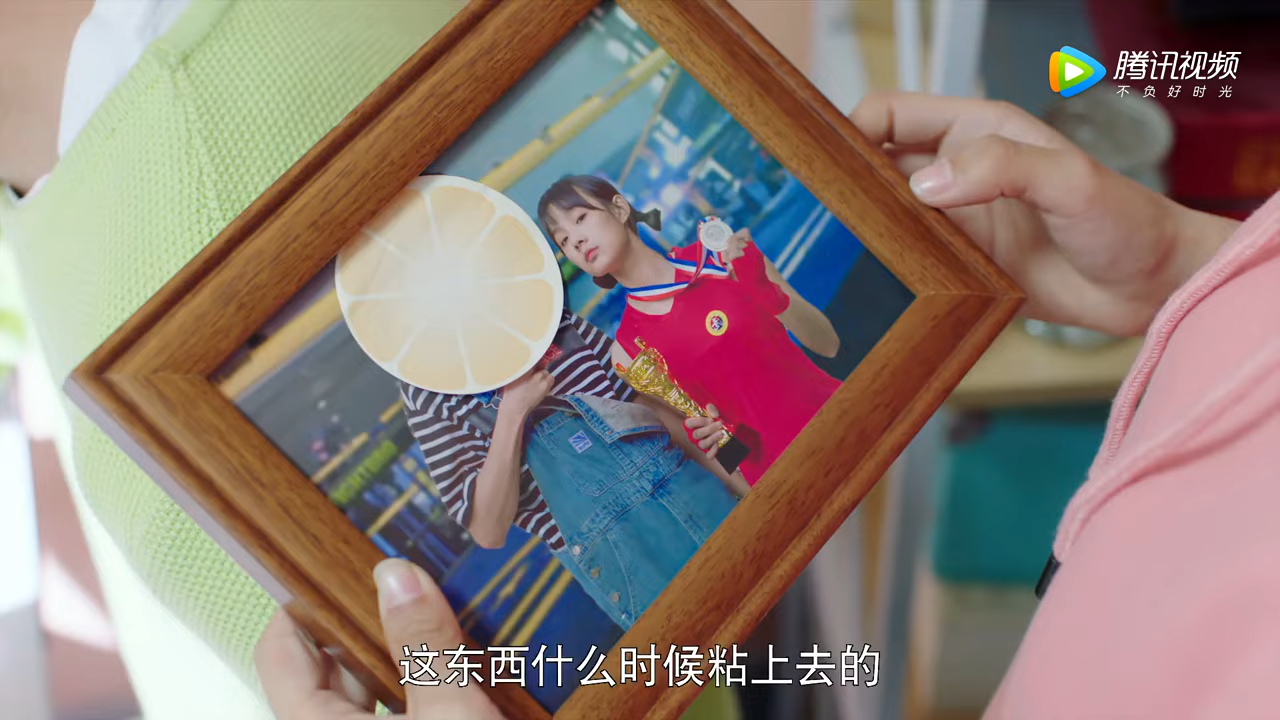 腾讯视频
不负好时光
这东西什么时候粘上去的